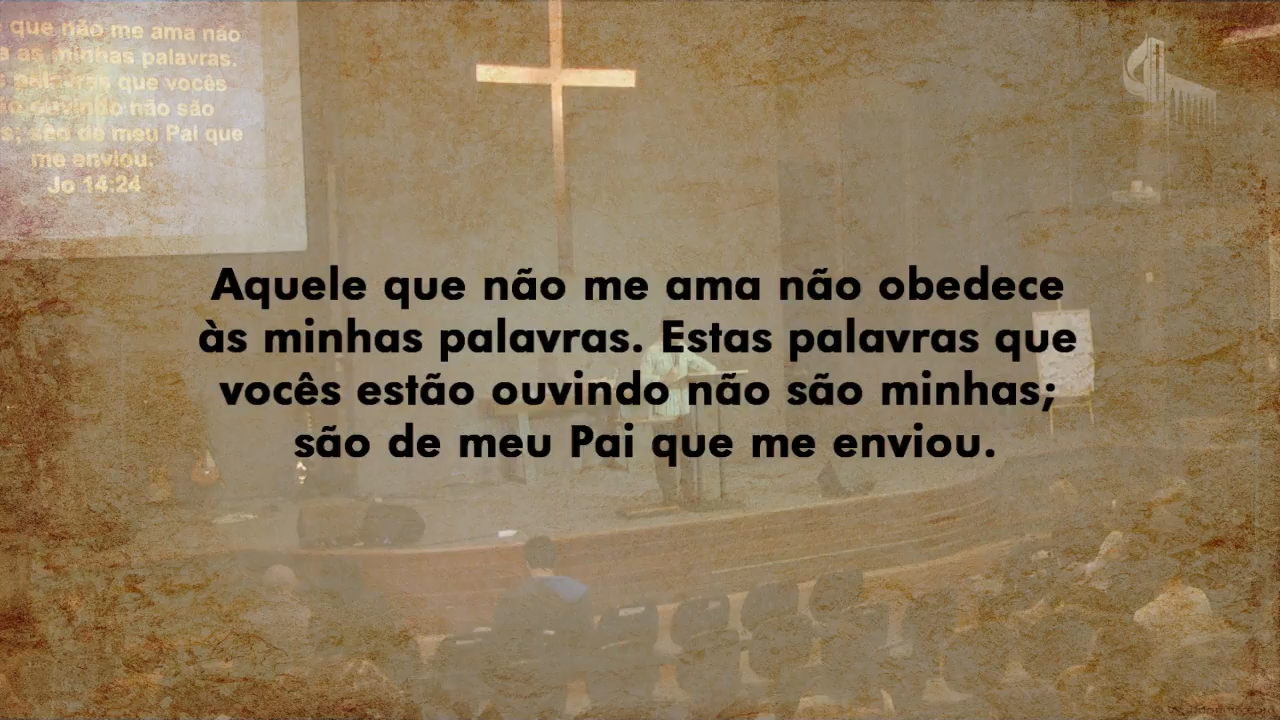 que não me ama não
as minhas palavras.
palavras que vocês
ouvindo não são
são de meu Pai que
me enviou.
Jo 14:24
Aquele que não me ama não obedece
às minhas palavras. Estas palavras que
vocês estão ouvindo não são minhas;
são de meu Pai que me enviou.